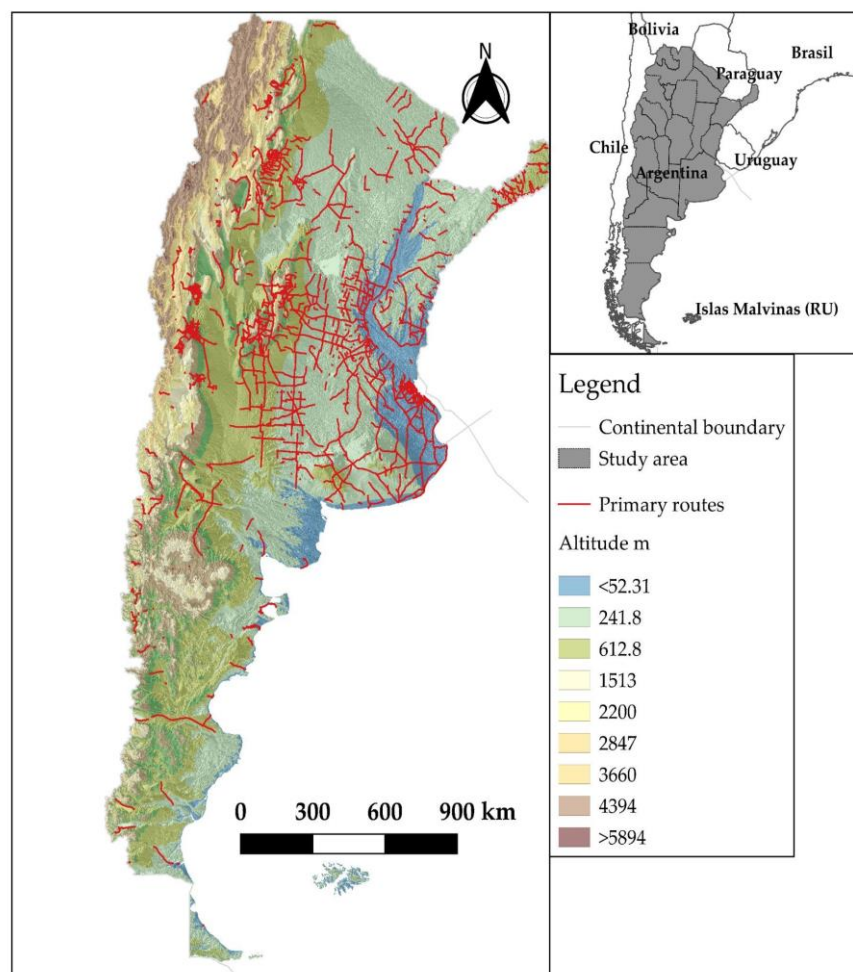 N
0 300 600 900 km
Bolivia
Brasil
Paraguay
Chile
Uruguay
Argentina
Islas Malvinas (RU)
Legend
Continental boundary
Study area
Primary routes
Altitude m
<52.31
241.8
612.8
1513
2200
2847
3660
4394
>5894